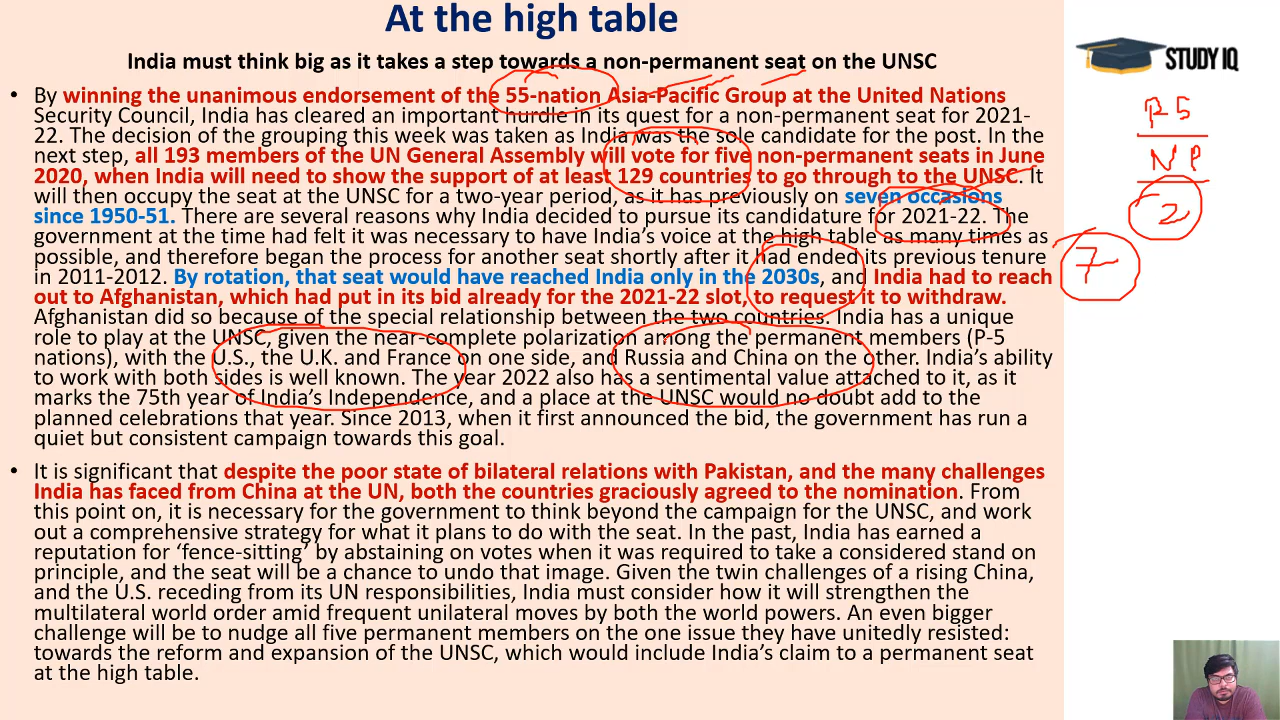 At the high table
India must think big as it takes a step towards a non-permanent seat on the UNSC
• By winning the unanimous endorsement of the 55-nation Asia-Pacific Group at the United Nations
Security Council, India has cleared an important hurdle in its quest for a non-permanent seat for 2021-
22. The decision of the grouping this week was taken as India was the sole candidate for the post. In the
next step, all 193 members of the UN General Assembly will vote for five non-permanent seats in June
2020, when India will need to show the support of at least 129 countries to go through to the UNSC. It
will then occupy the seat at the UNSC for a two-year period, as it has previously on seven occasions
since 1950-51. There are several reasons why India decided to pursue its candidature for 2021-22. The
government at the time had felt it was necessary to have India's voice at the high table as many times as
possible, and therefore began the process for another seat shortly after it had ended its previous tenure
in 2011-2012. By rotation, that seat would have reached India only in the 2030s, and India had to reach
out to Afghanistan, which had put in its bid already for the 2021-22 slot, to request it to withdraw.
Afghanistan did so because of the special relationship between the two countries. India has a unique
role to play at the UNSC, given the near-complete polarization among the permanent members (P-5
nations), with the U.S., the U.K. and France on one side, and Russia and China on the other. India's ability
to work with both sides is well known. The year 2022 also has a sentimental value attached to it, as it
marks the 75th year of India's Independence, and a place at the UNSC would no doubt add to the
planned celebrations that year. Since 2013, when it first announced the bid, the government has run a
quiet but consistent campaign towards this goal.
• It is significant that despite the poor state of bilateral relations with Pakistan, and the many challenges
India has faced from China at the UN, both the countries graciously agreed to the nomination. From
this point on, it is necessary for the government to think beyond the campaign for the UNSC, and work
out a comprehensive strategy for what it plans to do with the seat. In the past, India has earned a
reputation for 'fence-sitting' by abstaining on votes when it was required to take a considered stand on
principle, and the seat will be a chance to undo that image. Given the twin challenges of a rising China,
and the U.S. receding from its UN responsibilities, India must consider how it will strengthen the
multilateral world order amid frequent unilateral moves by both the world powers. An even bigger
challenge will be to nudge all five permanent members on the one issue they have unitedly resisted:
towards the reform and expansion of the UNSC, which would include India's claim to a permanent seat
at the high table.
STUDY IQ
P5
NP
2
7